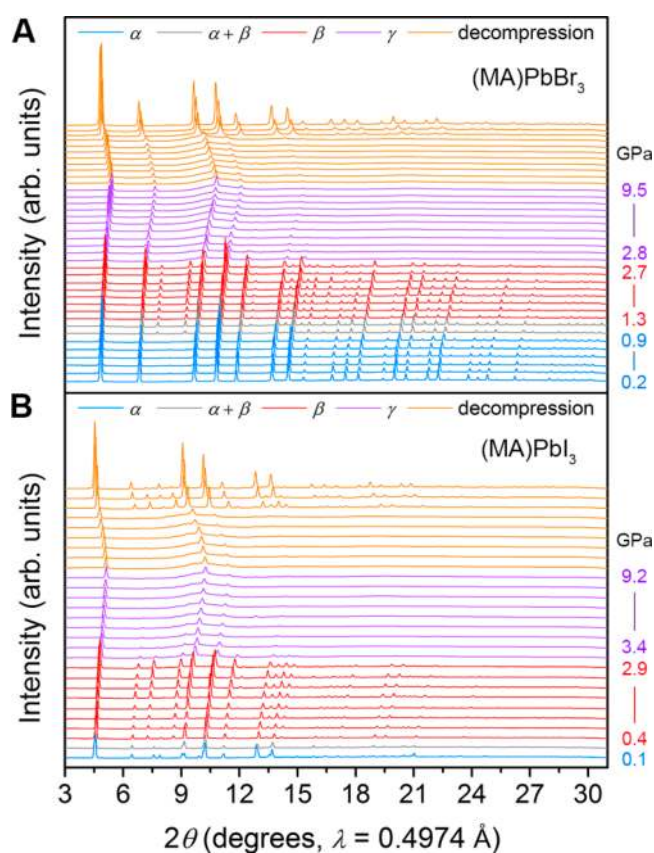 A
α α + β β γ decompression
(MA)PbBr₃
Intensity (arb. units)
GPa
9.5
2.8
2.7
1.3
0.9
0.2
B
α α + β β γ decompression
(MA)PbI₃
Intensity (arb. units)
GPa
9.2
3.4
2.9
0.4
0.1
3 6 9 12 15 18 21 24 27 30
2θ (degrees, λ = 0.4974 Å)